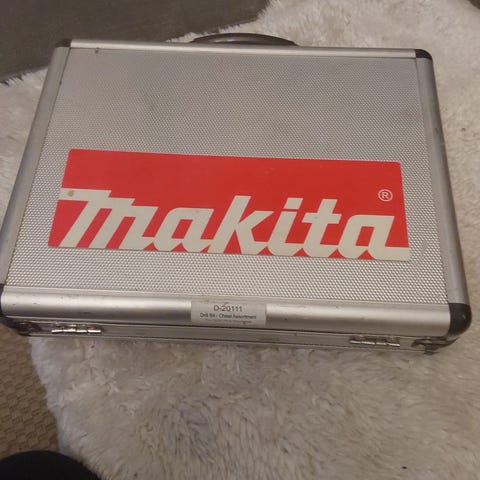 makita®
D-20111
Drill Bit / Chisel Assortment